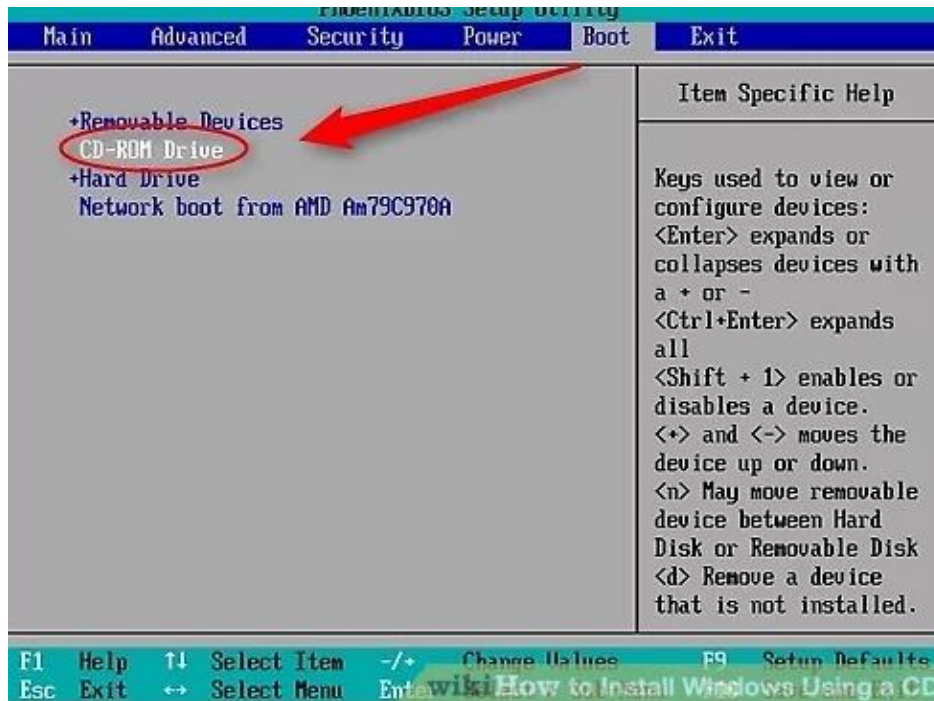 PhoenixBIOS Setup Utility
Main Advanced Security Power Boot Exit
+Removable Devices
CD-ROM Drive
+Hard Drive
Network boot from AMD Am79C970A
Item Specific Help
Keys used to view or
configure devices:
<Enter> expands or
collapses devices with
a + or -
<Ctrl+Enter> expands
all
<Shift + 1> enables or
disables a device.
<+> and <-> moves the
device up or down.
<n> May move removable
device between Hard
Disk or Removable Disk
<d> Remove a device
that is not installed.
F1 Help ↑↓ Select Item -/+ Change Values F9 Setup Defaults
Esc Exit ↔ Select Menu Enter
wikiHow to Install Windows Using a CD